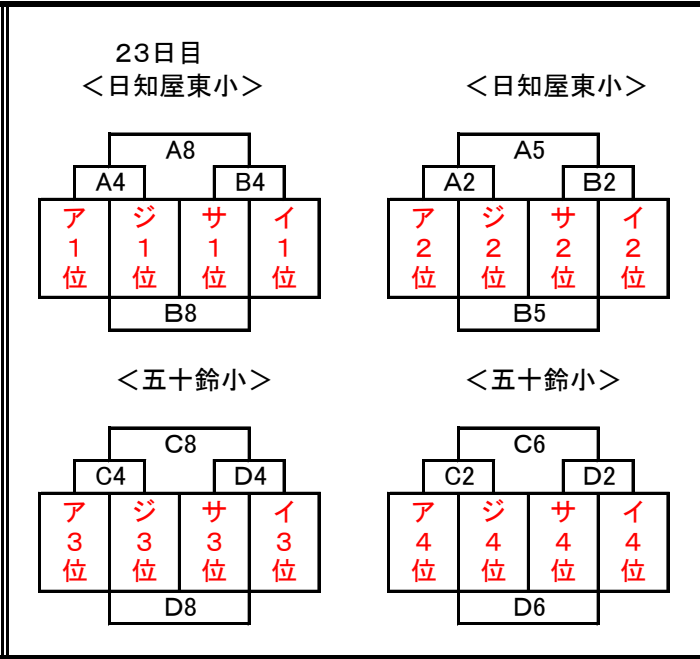 23日目
＜日知屋東小＞
＜日知屋東小＞
A8
A4
B4
ア1位
ジ1位
サ1位
イ1位
B8
A5
A2
B2
ア2位
ジ2位
サ2位
イ2位
B5
＜五十鈴小＞
＜五十鈴小＞
C8
C4
D4
ア3位
ジ3位
サ3位
イ3位
D8
C6
C2
D2
ア4位
ジ4位
サ4位
イ4位
D6